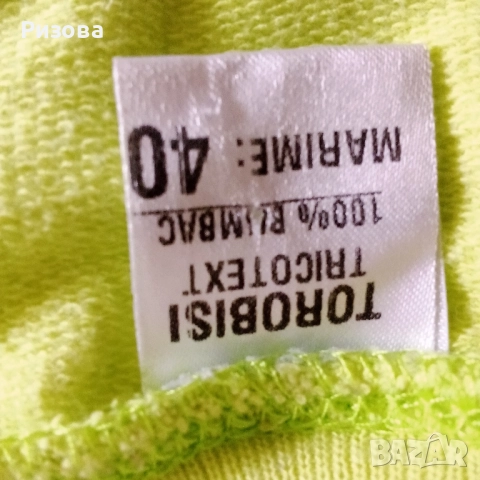 Ризова
TOROBISI
TRICOTEXT
100% BUMBAC
MARIME: 40
BAZAR